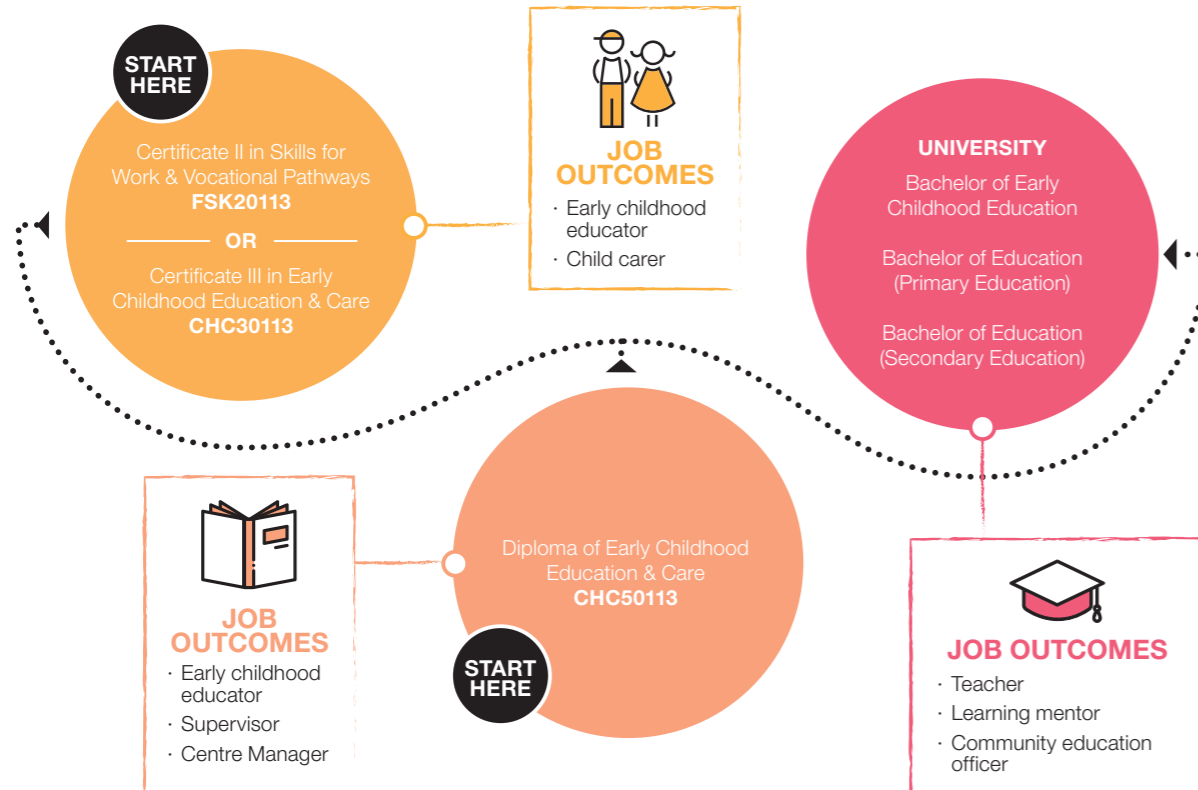 START
HERE
Certificate II in Skills for
Work & Vocational Pathways
FSK20113
OR
Certificate III in Early
Childhood Education & Care
CHC30113
JOB
OUTCOMES
· Early childhood
educator
· Child carer
UNIVERSITY
Bachelor of Early
Childhood Education
Bachelor of Education
(Primary Education)
Bachelor of Education
(Secondary Education)
JOB
OUTCOMES
· Early childhood
educator
· Supervisor
· Centre Manager
Diploma of Early Childhood
Education & Care
CHC50113
START
HERE
JOB OUTCOMES
· Teacher
· Learning mentor
· Community education
officer